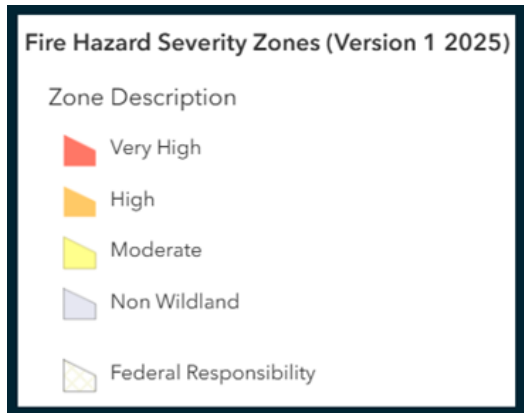 Fire Hazard Severity Zones (Version 1 2025)
Zone Description
Very High
High
Moderate
Non Wildland
Federal Responsibility